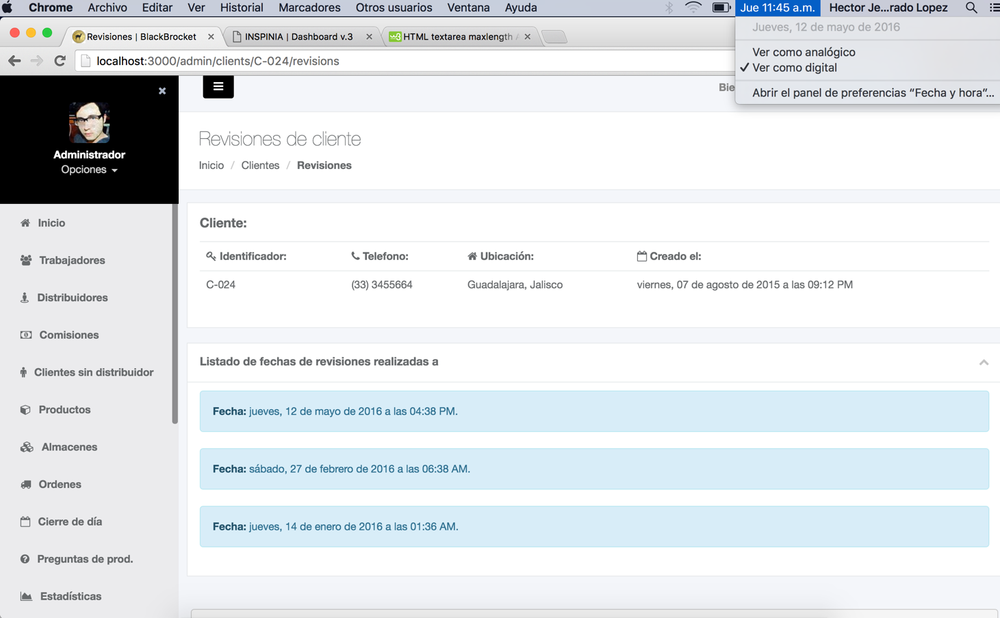 Chrome Archivo Editar Ver Historial Marcadores Otros usuarios Ventana Ayuda Jue 11:45 a.m. Hector Je...rado Lopez
Jueves, 12 de mayo de 2016
Ver como analógico
✓ Ver como digital
Abrir el panel de preferencias “Fecha y hora”...
Revisiones | BlackBrocket × INSPINIA | Dashboard v.3 × HTML textarea maxlength ×
localhost:3000/admin/clients/C-024/revisions
Bie
Administrador
Opciones
Inicio
Trabajadores
Distribuidores
Comisiones
Clientes sin distribuidor
Productos
Almacenes
Ordenes
Cierre de día
Preguntas de prod.
Estadísticas
Revisiones de cliente
Inicio / Clientes / Revisiones
Cliente:
Identificador: Telefono: Ubicación: Creado el:
C-024 (33) 3455664 Guadalajara, Jalisco viernes, 07 de agosto de 2015 a las 09:12 PM
Listado de fechas de revisiones realizadas a
Fecha: jueves, 12 de mayo de 2016 a las 04:38 PM.
Fecha: sábado, 27 de febrero de 2016 a las 06:38 AM.
Fecha: jueves, 14 de enero de 2016 a las 01:36 AM.